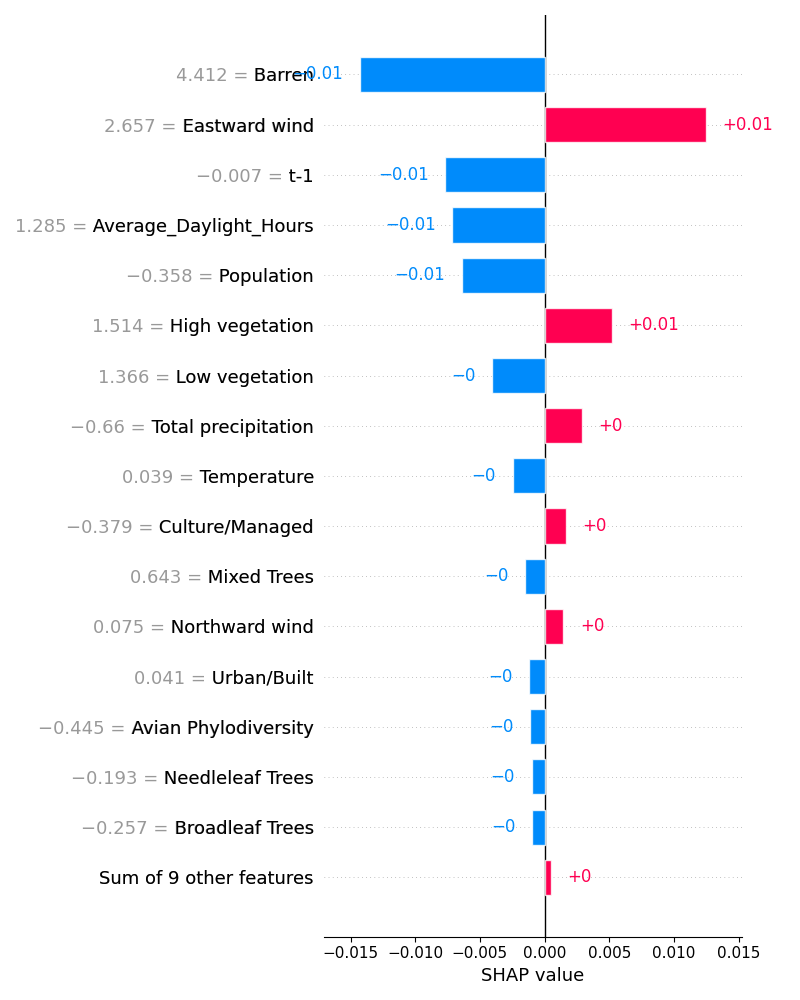 4.412 = Barren −0.01
2.657 = Eastward wind +0.01
−0.007 = t-1 −0.01
1.285 = Average_Daylight_Hours −0.01
−0.358 = Population −0.01
1.514 = High vegetation +0.01
1.366 = Low vegetation −0
−0.66 = Total precipitation +0
0.039 = Temperature −0
−0.379 = Culture/Managed +0
0.643 = Mixed Trees −0
0.075 = Northward wind +0
0.041 = Urban/Built −0
−0.445 = Avian Phylodiversity −0
−0.193 = Needleleaf Trees −0
−0.257 = Broadleaf Trees −0
Sum of 9 other features +0
−0.015 −0.010 −0.005 0.000 0.005 0.010 0.015
SHAP value